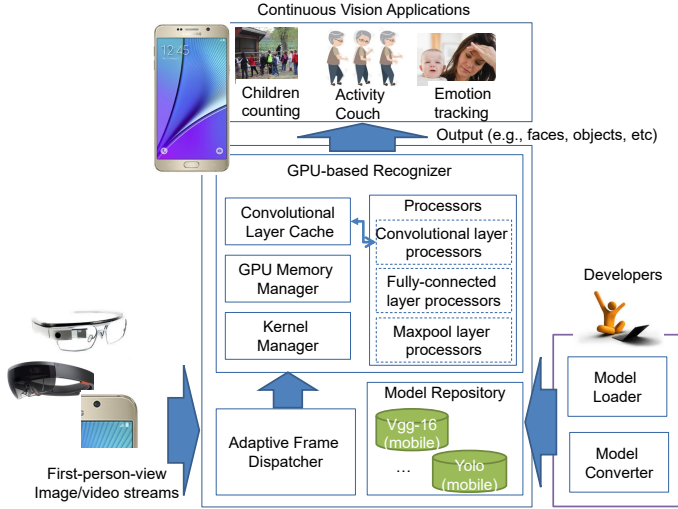 Continuous Vision Applications
12:45
Children
counting
Activity
Couch
Emotion
tracking
Output (e.g., faces, objects, etc)
GPU-based Recognizer
Convolutional
Layer Cache
GPU Memory
Manager
Kernel
Manager
Processors
Convolutional layer
processors
Fully-connected
layer processors
Maxpool layer
processors
Developers
Model
Loader
Model
Converter
Model Repository
Vgg-16
(mobile)
...
Yolo
(mobile)
Adaptive Frame
Dispatcher
First-person-view
Image/video streams